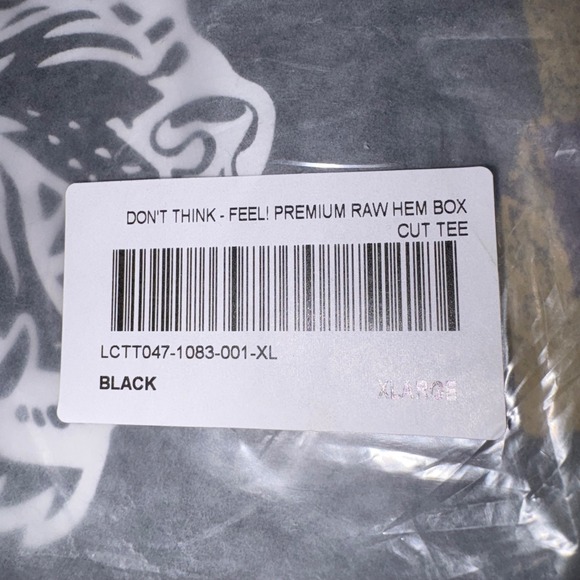 DON'T THINK - FEEL! PREMIUM RAW HEM BOX
CUT TEE
LCTT047-1083-001-XL
BLACK
XLARGE